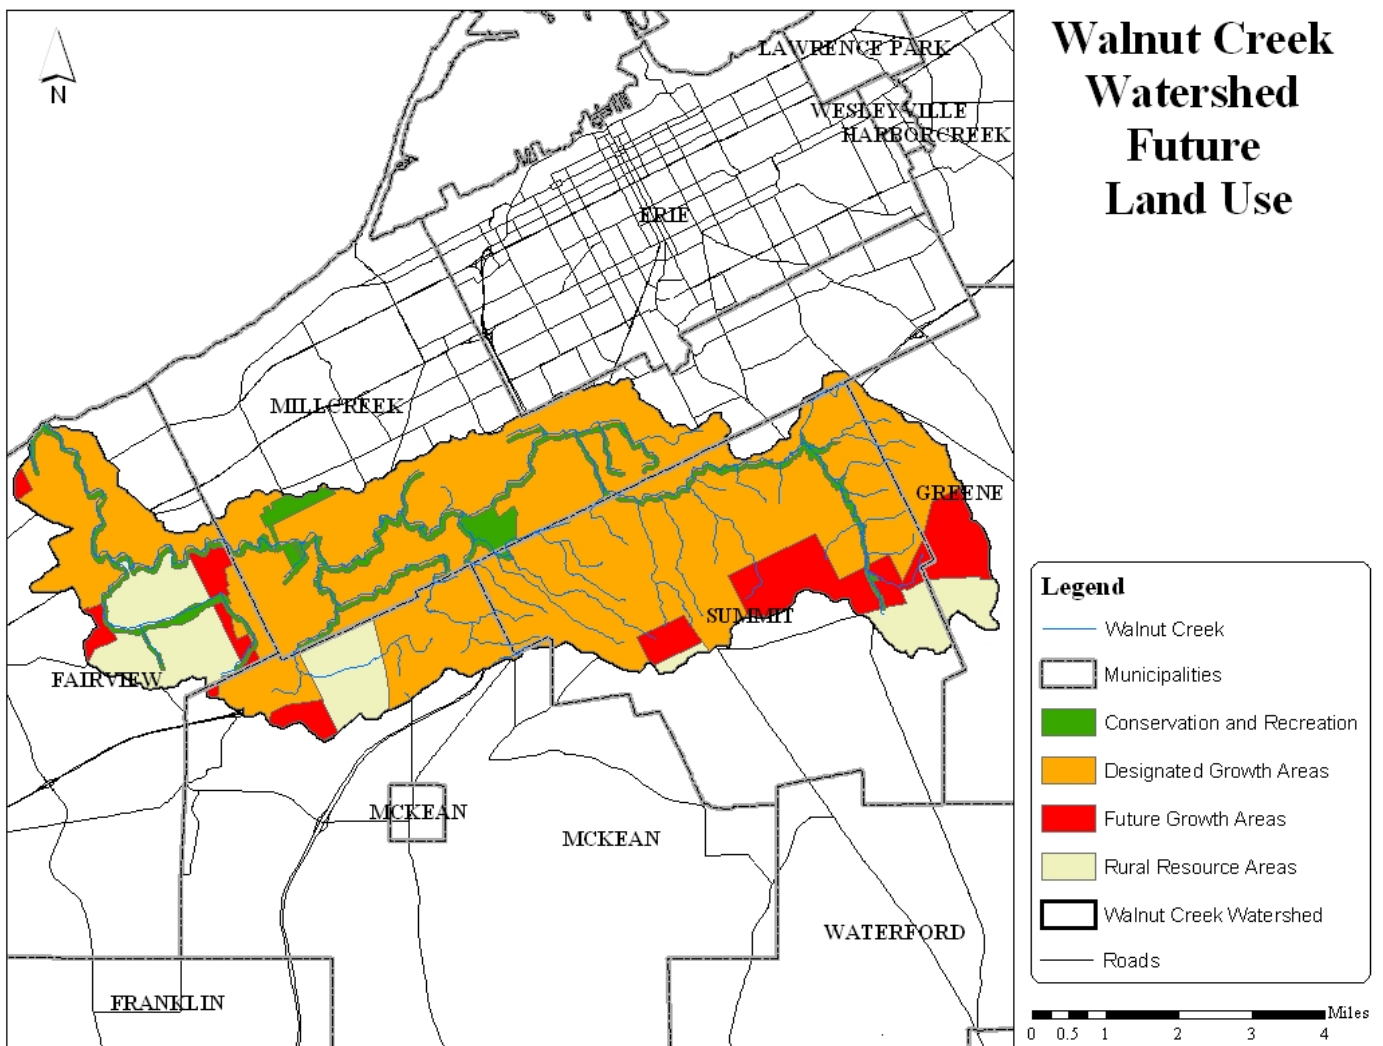 Walnut Creek
Watershed
Future
Land Use
N
LAWRENCE PARK
WESLEYVILLE
HARBORCREEK
ERIE
MILLCREEK
GREENE
SUMMIT
FAIRVIEW
MCKEAN
MCKEAN
WATERFORD
FRANKLIN
Legend
Walnut Creek
Municipalities
Conservation and Recreation
Designated Growth Areas
Future Growth Areas
Rural Resource Areas
Walnut Creek Watershed
Roads
Miles
0 0.5 1 2 3 4